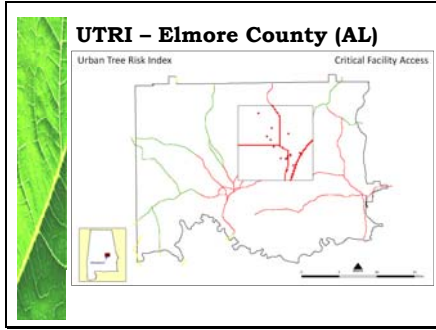 UTRI – Elmore County (AL)
Urban Tree Risk Index
Critical Facility Access